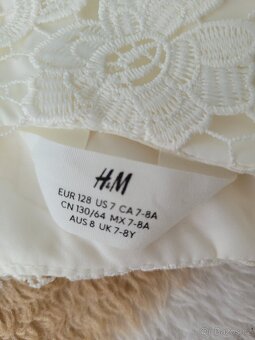 H&M
EUR 128 US 7 CA 7-8A
CN 130/64 MX 7-8A
AUS 8 UK 7-8Y